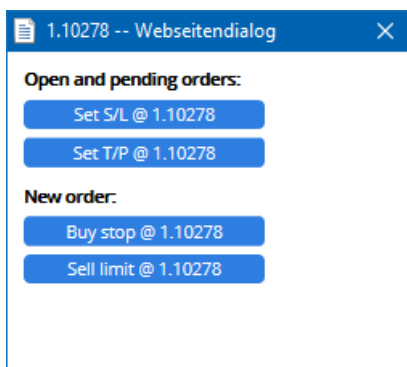 1.10278 -- Webseitendialog
Open and pending orders:
Set S/L @ 1.10278
Set T/P @ 1.10278
New order:
Buy stop @ 1.10278
Sell limit @ 1.10278